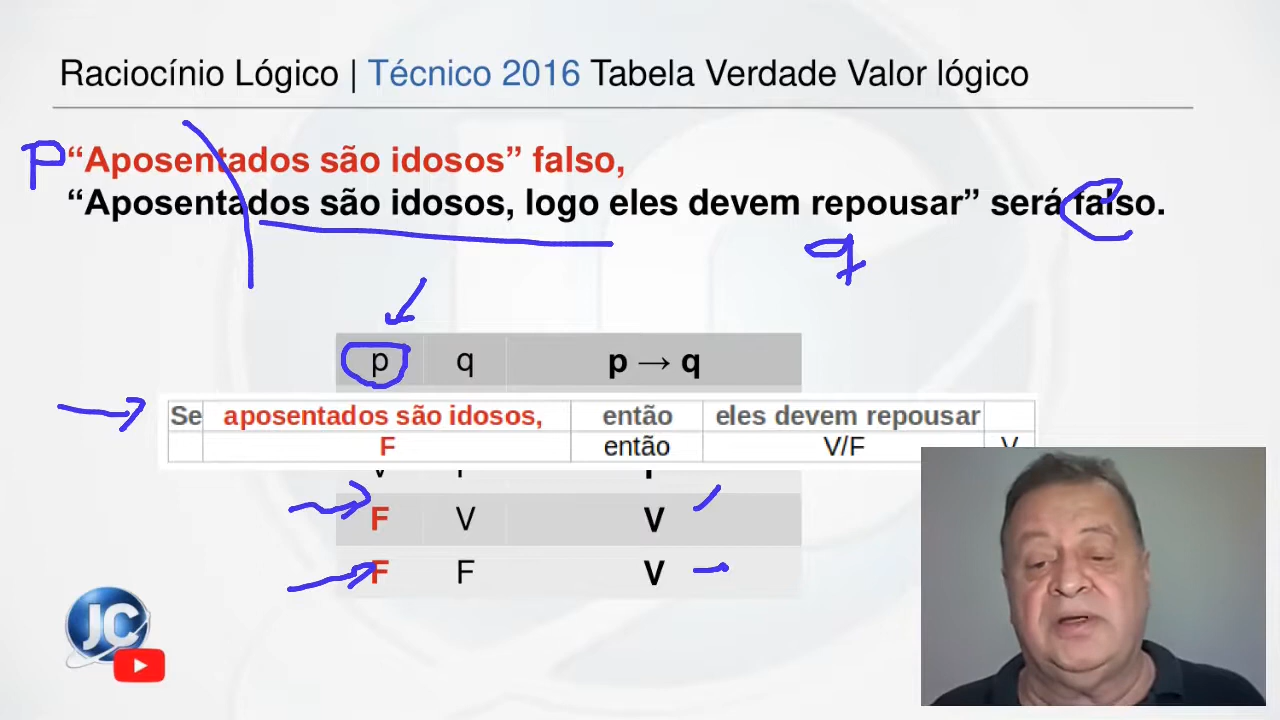 Raciocínio Lógico | Técnico 2016 Tabela Verdade Valor lógico
P “Aposentados são idosos” falso,
“Aposentados são idosos, logo eles devem repousar” será falso.
q
p q p → q
Se aposentados são idosos, então eles devem repousar
F então V/F V
F V V
F F V
JC